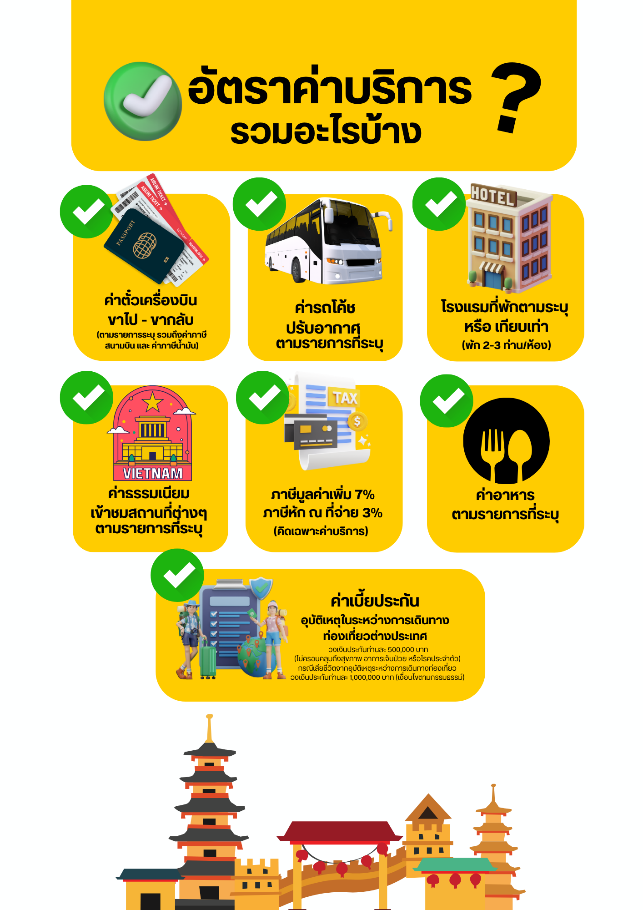 อัตราค่าบริการ
รวมอะไรบ้าง
?
PASSPORT
ค่าตั๋วเครื่องบิน
ขาไป - ขากลับ
(ตามรายการระบุ รวมถึงค่าภาษี
สนามบิน และ ค่าภาษีน้ำมัน)
ค่ารถโค้ช
ปรับอากาศ
ตามรายการที่ระบุ
HOTEL
โรงแรมที่พักตามระบุ
หรือ เทียบเท่า
(พัก 2-3 ท่าน/ห้อง)
VIETNAM
ค่าธรรมเนียม
เข้าชมสถานที่ต่างๆ
ตามรายการที่ระบุ
TAX
$
ภาษีมูลค่าเพิ่ม 7%
ภาษีหัก ณ ที่จ่าย 3%
(คิดเฉพาะค่าบริการ)
ค่าอาหาร
ตามรายการที่ระบุ
ค่าเบี้ยประกัน
อุบัติเหตุในระหว่างการเดินทาง
ท่องเที่ยวต่างประเทศ
วงเงินประกันท่านละ 500,000 บาท
(ไม่ครอบคลุมถึงสุขภาพ อาการเจ็บป่วย หรือโรคประจำตัว)
กรณีเสียชีวิตจากอุบัติเหตุระหว่างการเดินทางท่องเที่ยว
วงเงินประกันท่านละ 1,000,000 บาท (เงื่อนไขตามกรมธรรม์)